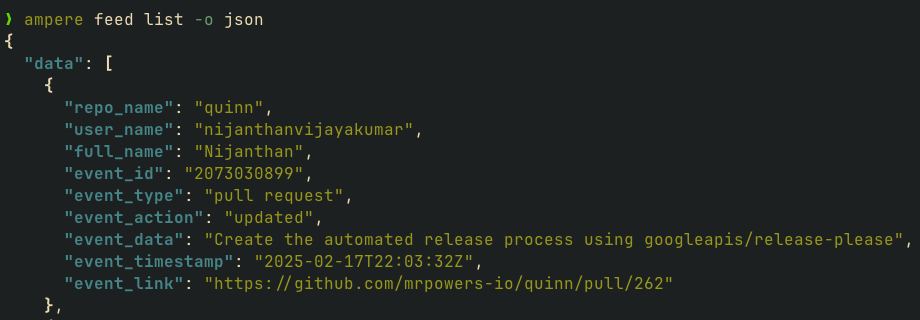 ❯ ampere feed list -o json
{
  "data": [
    {
      "repo_name": "quinn",
      "user_name": "nijanthanvijayakumar",
      "full_name": "Nijanthan",
      "event_id": "2073030899",
      "event_type": "pull request",
      "event_action": "updated",
      "event_data": "Create the automated release process using googleapis/release-please",
      "event_timestamp": "2025-02-17T22:03:32Z",
      "event_link": "https://github.com/mrpowers-io/quinn/pull/262"
    },